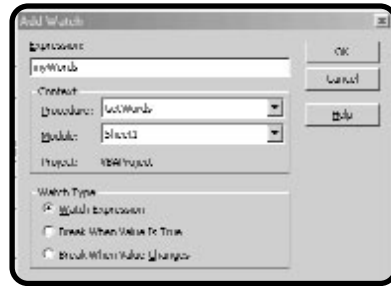 Add Watch
Expression:
OK
myWords
Cancel
Context
Procedure: GetWords
Help
Module: Sheet1
Project: VBAProject
Watch Type
Watch Expression
Break When Value Is True
Break When Value Changes